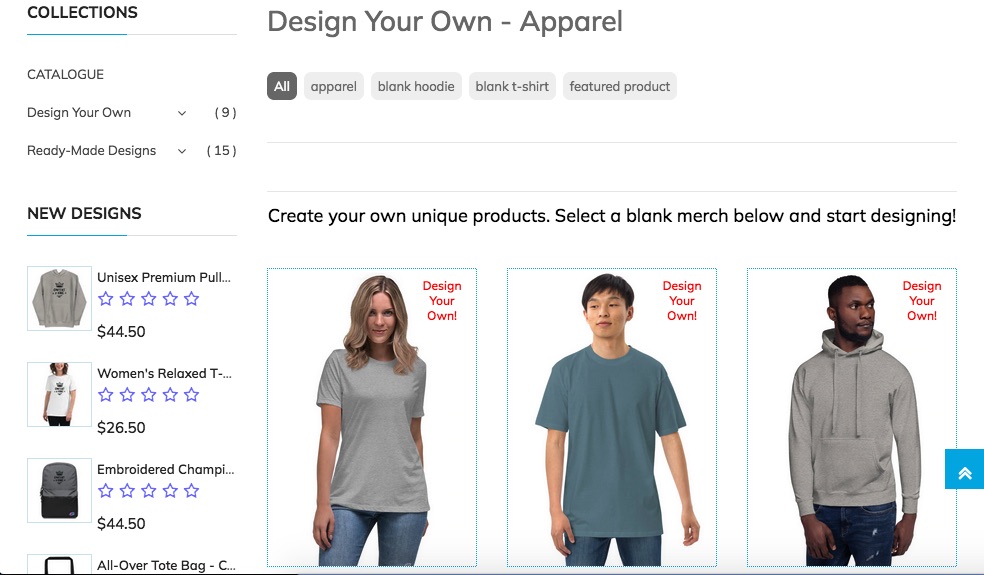 COLLECTIONS
CATALOGUE
Design Your Own ( 9 )
Ready-Made Designs ( 15 )
NEW DESIGNS
Unisex Premium Pull...
$44.50
Women's Relaxed T-...
$26.50
Embroidered Champi...
$44.50
All-Over Tote Bag - C...
Design Your Own - Apparel
All apparel blank hoodie blank t-shirt featured product
Create your own unique products. Select a blank merch below and start designing!
Design
Your
Own!
Design
Your
Own!
Design
Your
Own!